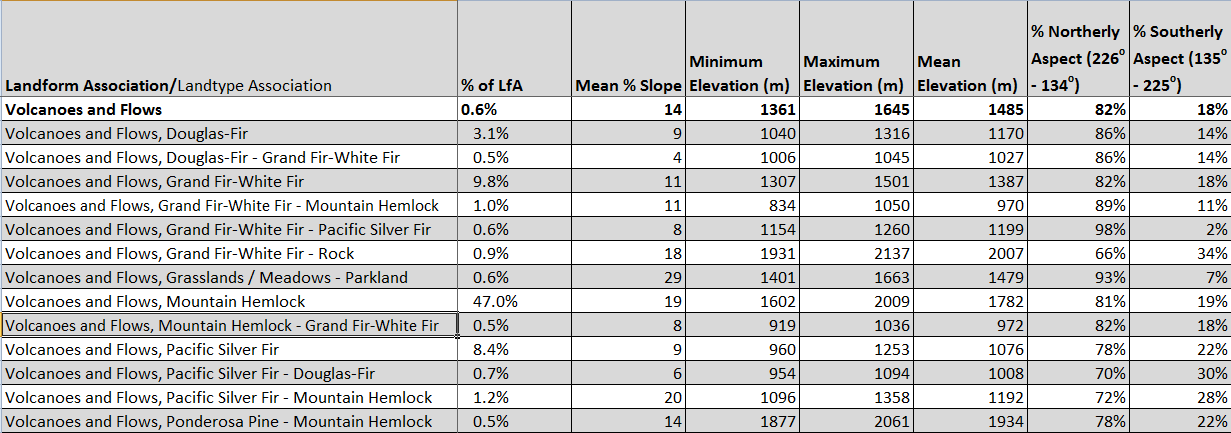 Landform Association/Landtype Association % of LfA Mean % Slope Minimum Elevation (m) Maximum Elevation (m) Mean Elevation (m) % Northerly Aspect (226° - 134°) % Southerly Aspect (135° - 225°)
Volcanoes and Flows 0.6% 14 1361 1645 1485 82% 18%
Volcanoes and Flows, Douglas-Fir 3.1% 9 1040 1316 1170 86% 14%
Volcanoes and Flows, Douglas-Fir - Grand Fir-White Fir 0.5% 4 1006 1045 1027 86% 14%
Volcanoes and Flows, Grand Fir-White Fir 9.8% 11 1307 1501 1387 82% 18%
Volcanoes and Flows, Grand Fir-White Fir - Mountain Hemlock 1.0% 11 834 1050 970 89% 11%
Volcanoes and Flows, Grand Fir-White Fir - Pacific Silver Fir 0.6% 8 1154 1260 1199 98% 2%
Volcanoes and Flows, Grand Fir-White Fir - Rock 0.9% 18 1931 2137 2007 66% 34%
Volcanoes and Flows, Grasslands / Meadows - Parkland 0.6% 29 1401 1663 1479 93% 7%
Volcanoes and Flows, Mountain Hemlock 47.0% 19 1602 2009 1782 81% 19%
Volcanoes and Flows, Mountain Hemlock - Grand Fir-White Fir 0.5% 8 919 1036 972 82% 18%
Volcanoes and Flows, Pacific Silver Fir 8.4% 9 960 1253 1076 78% 22%
Volcanoes and Flows, Pacific Silver Fir - Douglas-Fir 0.7% 6 954 1094 1008 70% 30%
Volcanoes and Flows, Pacific Silver Fir - Mountain Hemlock 1.2% 20 1096 1358 1192 72% 28%
Volcanoes and Flows, Ponderosa Pine - Mountain Hemlock 0.5% 14 1877 2061 1934 78% 22%